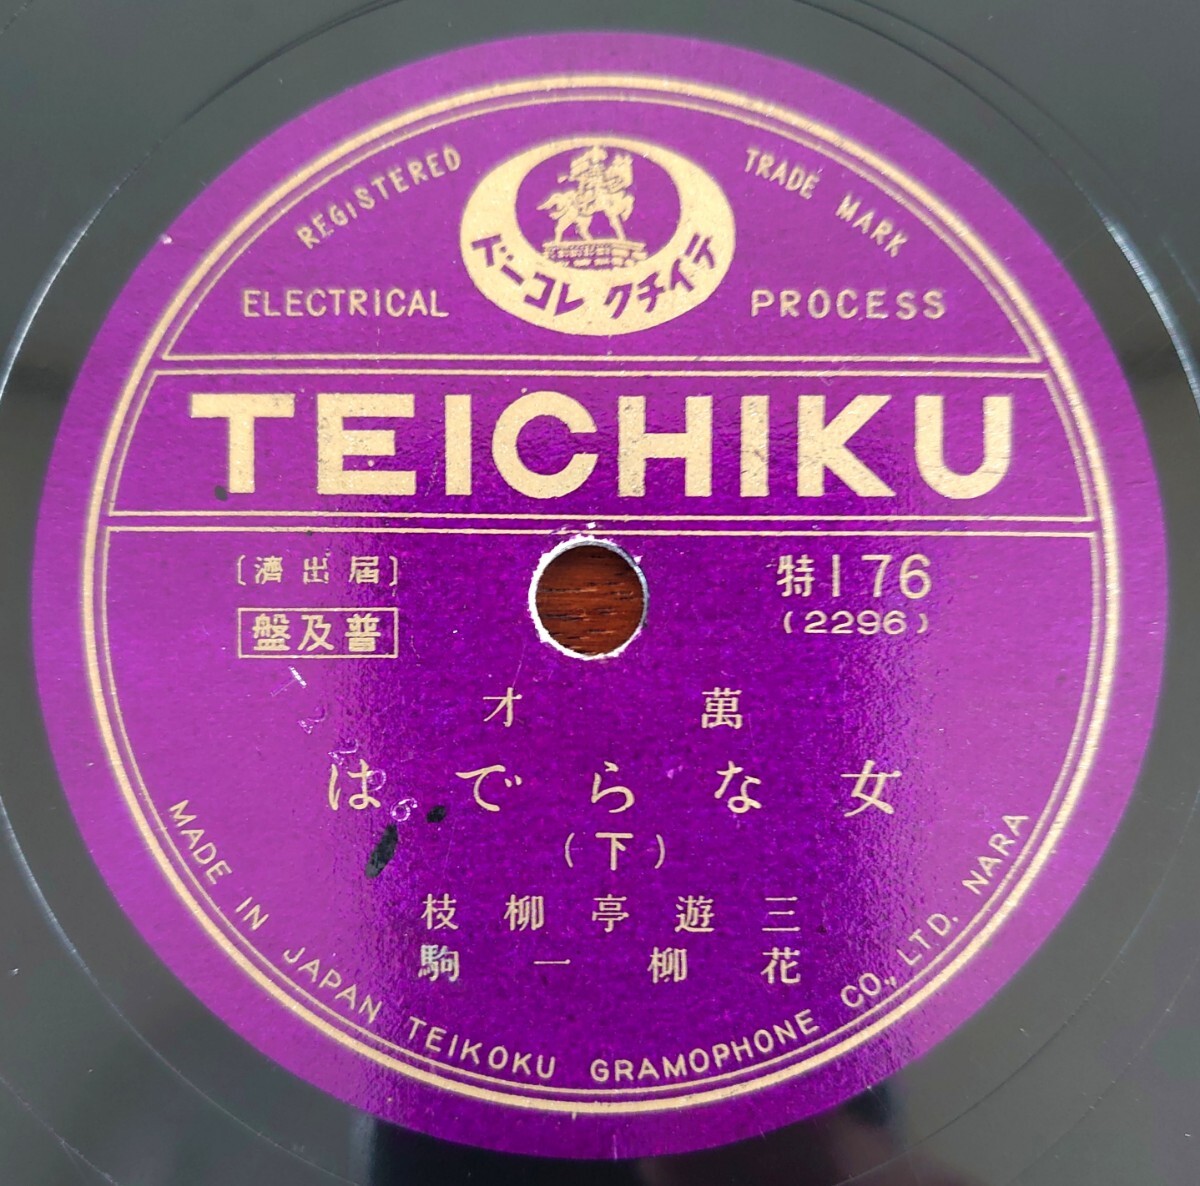 REGISTERED TRADE MARK
テイチクレコード
ELECTRICAL PROCESS
TEICHIKU
特176
(2296)
〔届出濟〕
普及盤
萬才
女ならでは
(下)
三遊亭柳枝
花柳一駒
MADE IN JAPAN TEIKOKU GRAMOPHONE CO., LTD. NARA